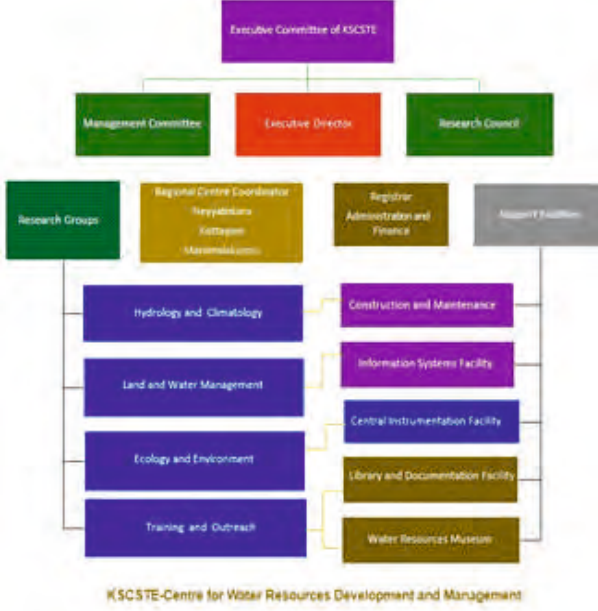 Executive Committee of KSCSTE
Management Committee
Executive Director
Research Council
Research Groups
Regional Centre Coordinator
Neyyattinkara
Kottayam
Registrar
Administration and
Finance
Support Facilities
Hydrology and Climatology
Construction and Maintenance
Land and Water Management
Information Systems Facility
Ecology and Environment
Central Instrumentation Facility
Training and Outreach
Library and Documentation Facility
Water Resources Museum
KSCSTE-Centre for Water Resources Development and Management